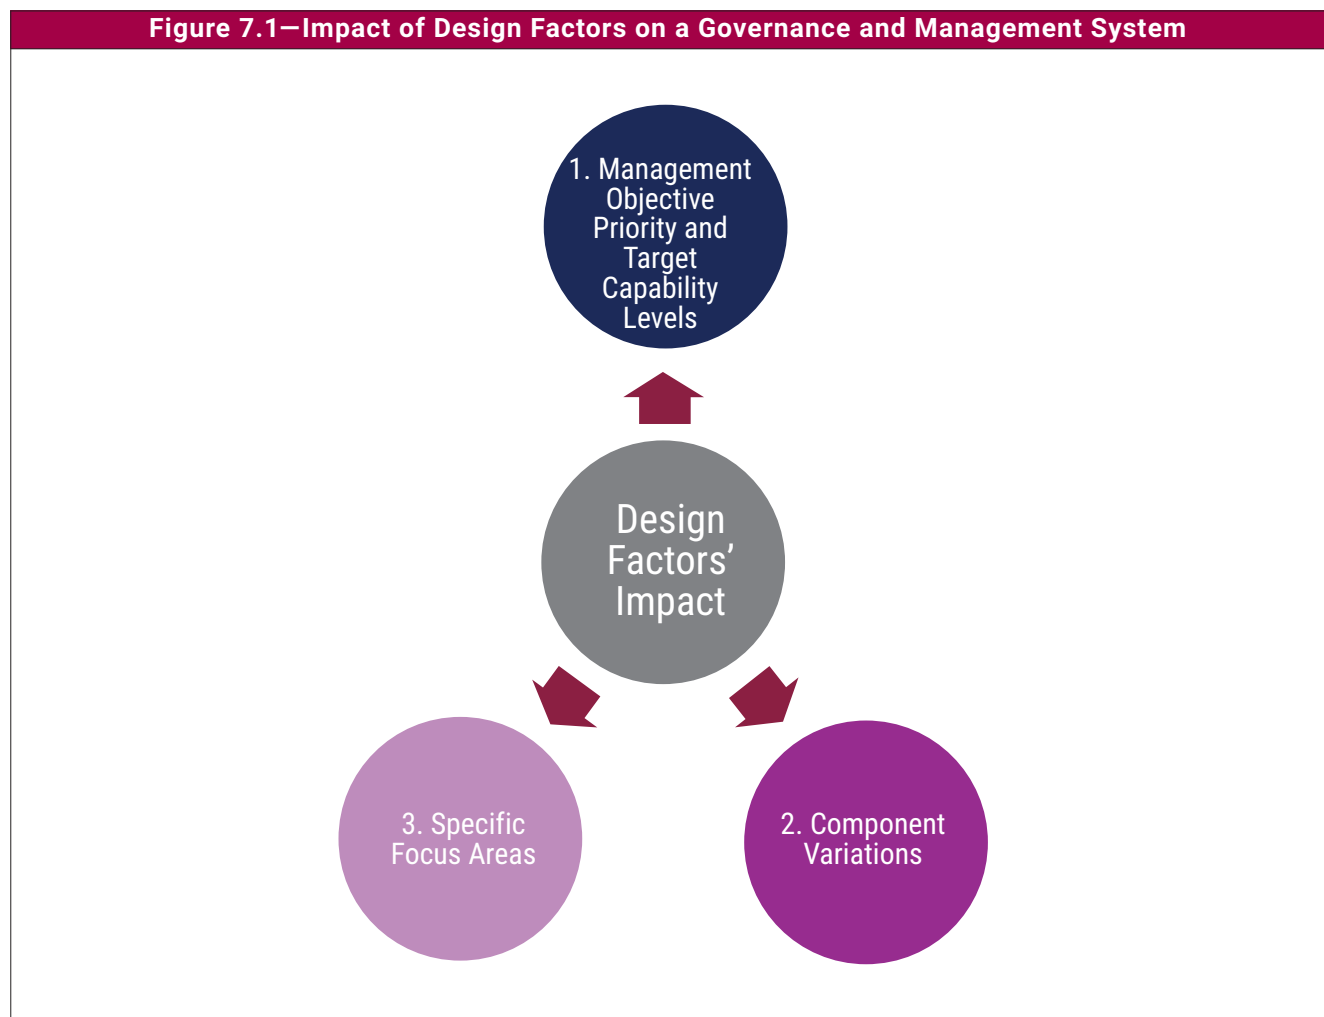 Figure 7.1—Impact of Design Factors on a Governance and Management System
1. Management
Objective
Priority and
Target
Capability
Levels
Design
Factors’
Impact
3. Specific
Focus Areas
2. Component
Variations